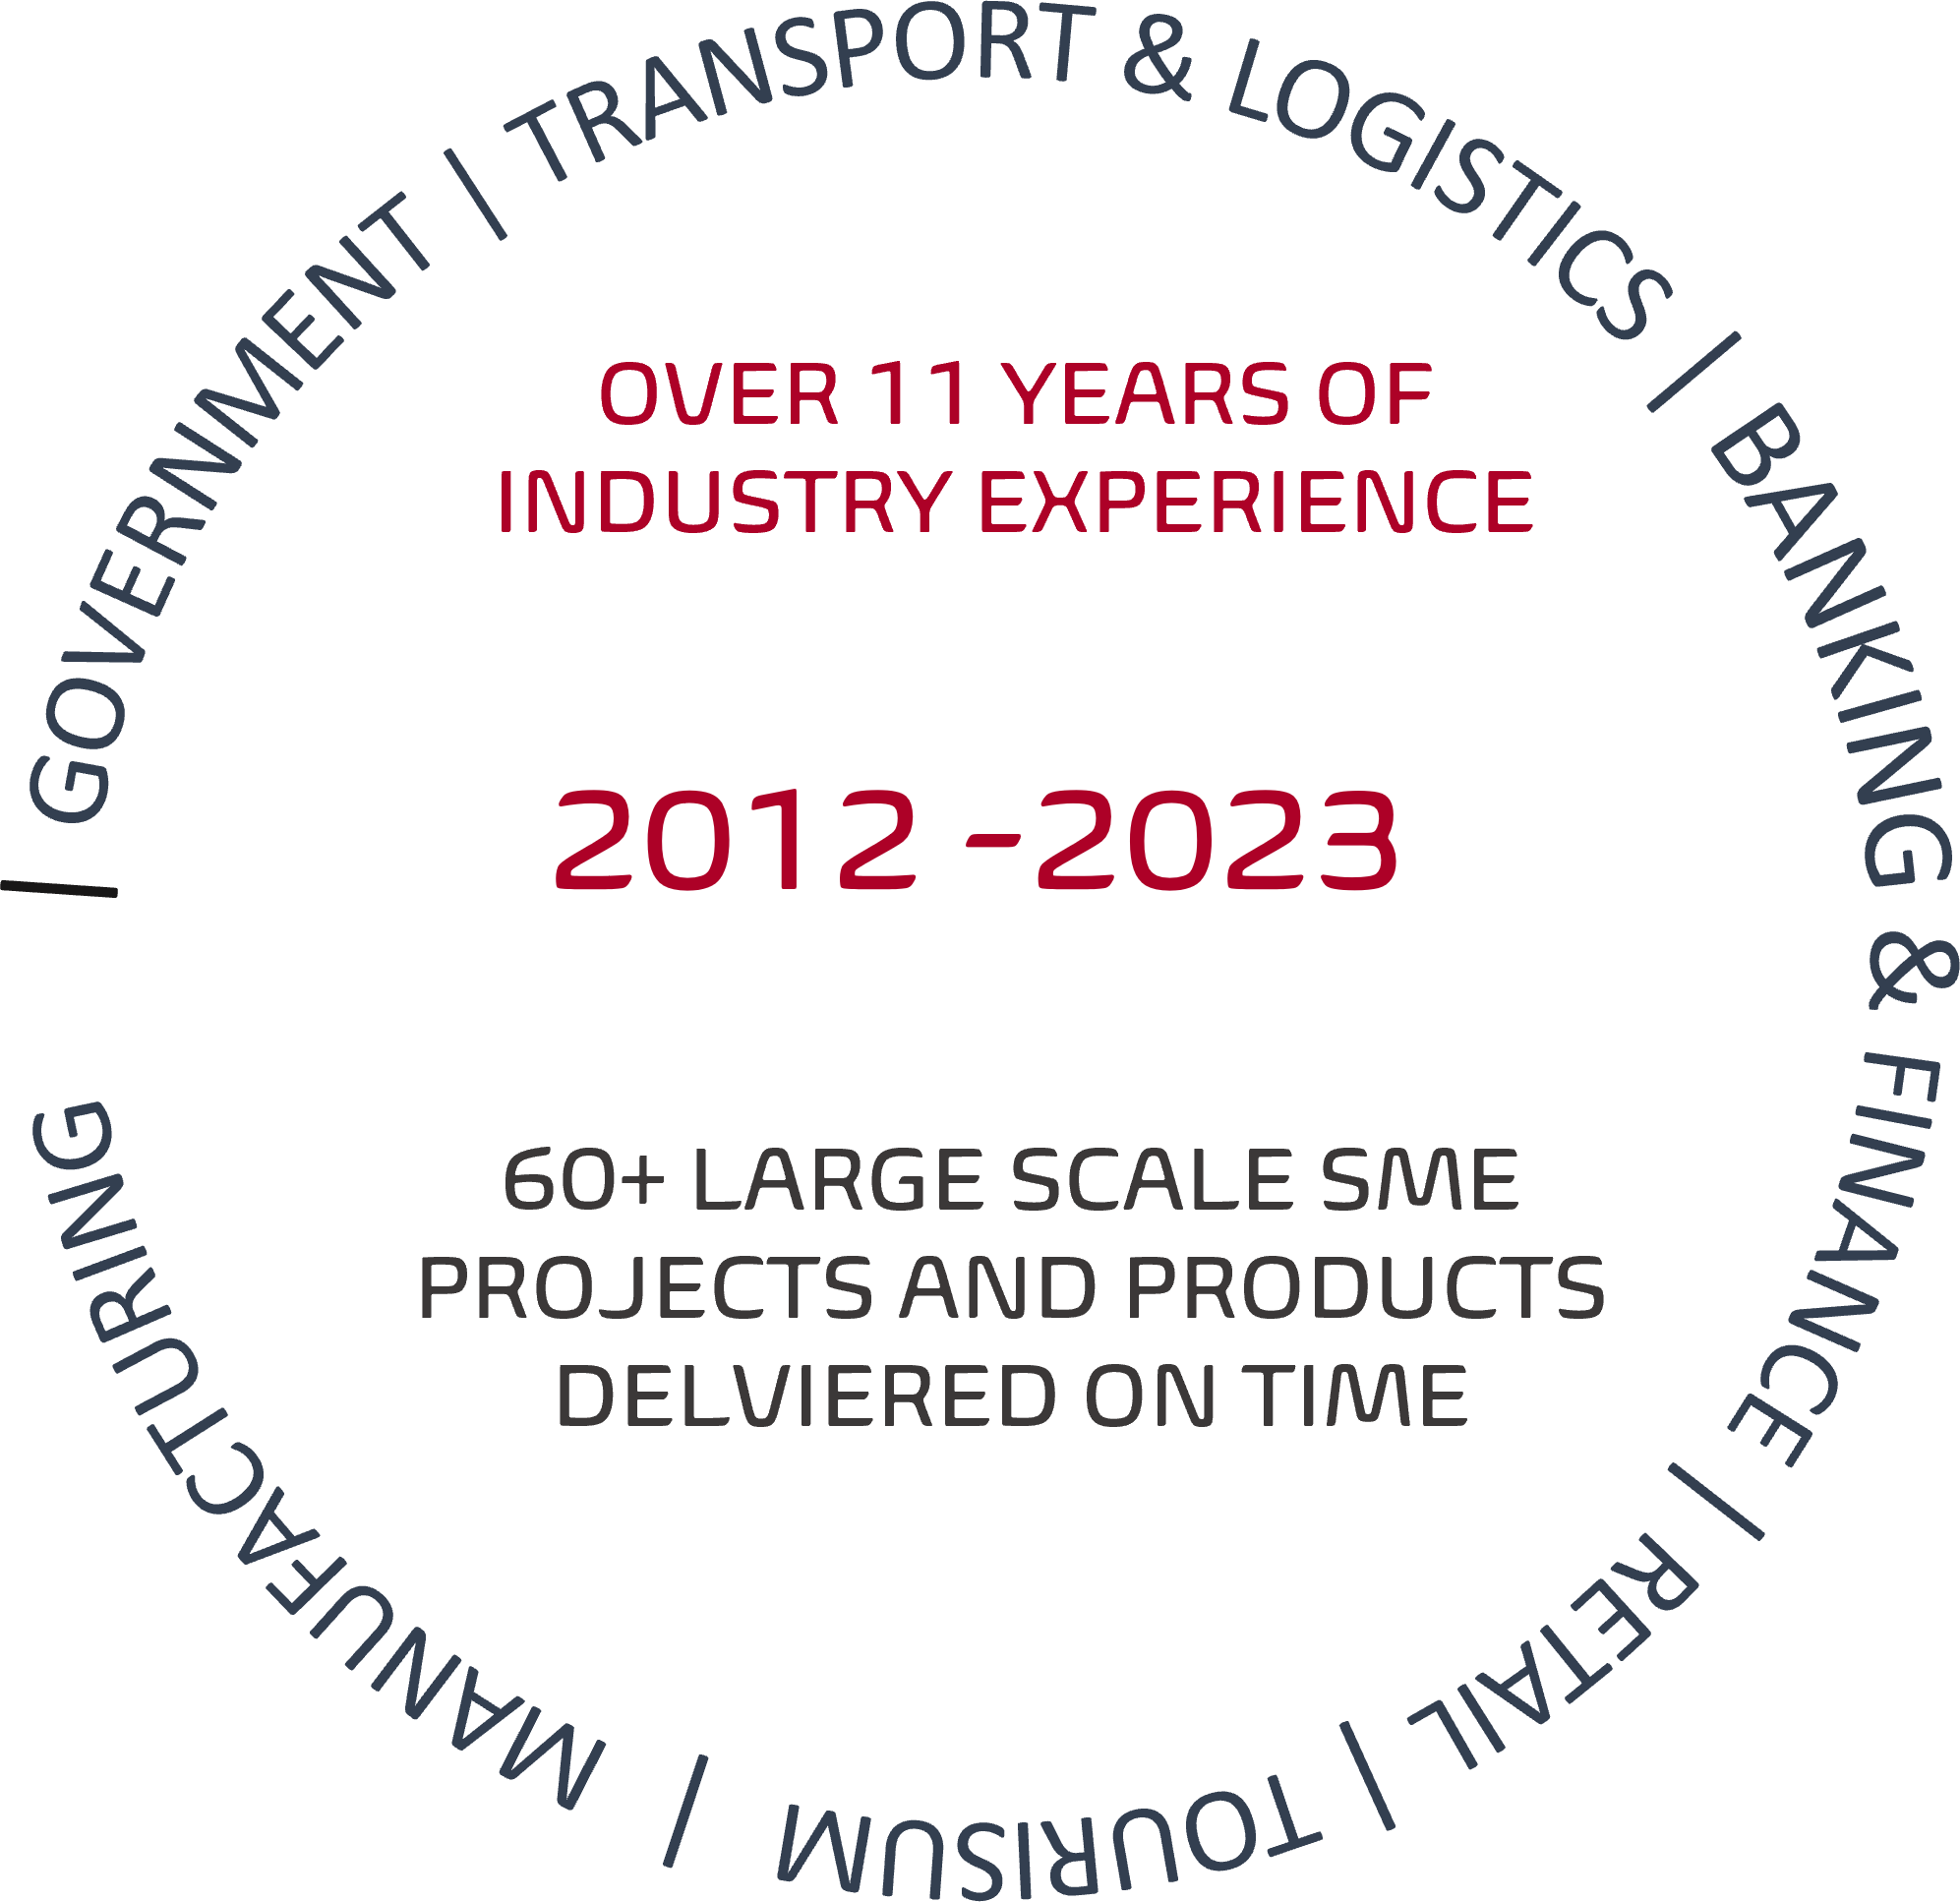 GOVERNMENT | TRANSPORT & LOGISTICS | BANKING & FINANCE | RETAIL | TOURISUM | MANUFACTURING |
OVER 11 YEARS OF
INDUSTRY EXPERIENCE
2012 - 2023
60+ LARGE SCALE SME
PROJECTS AND PRODUCTS
DELVIERED ON TIME